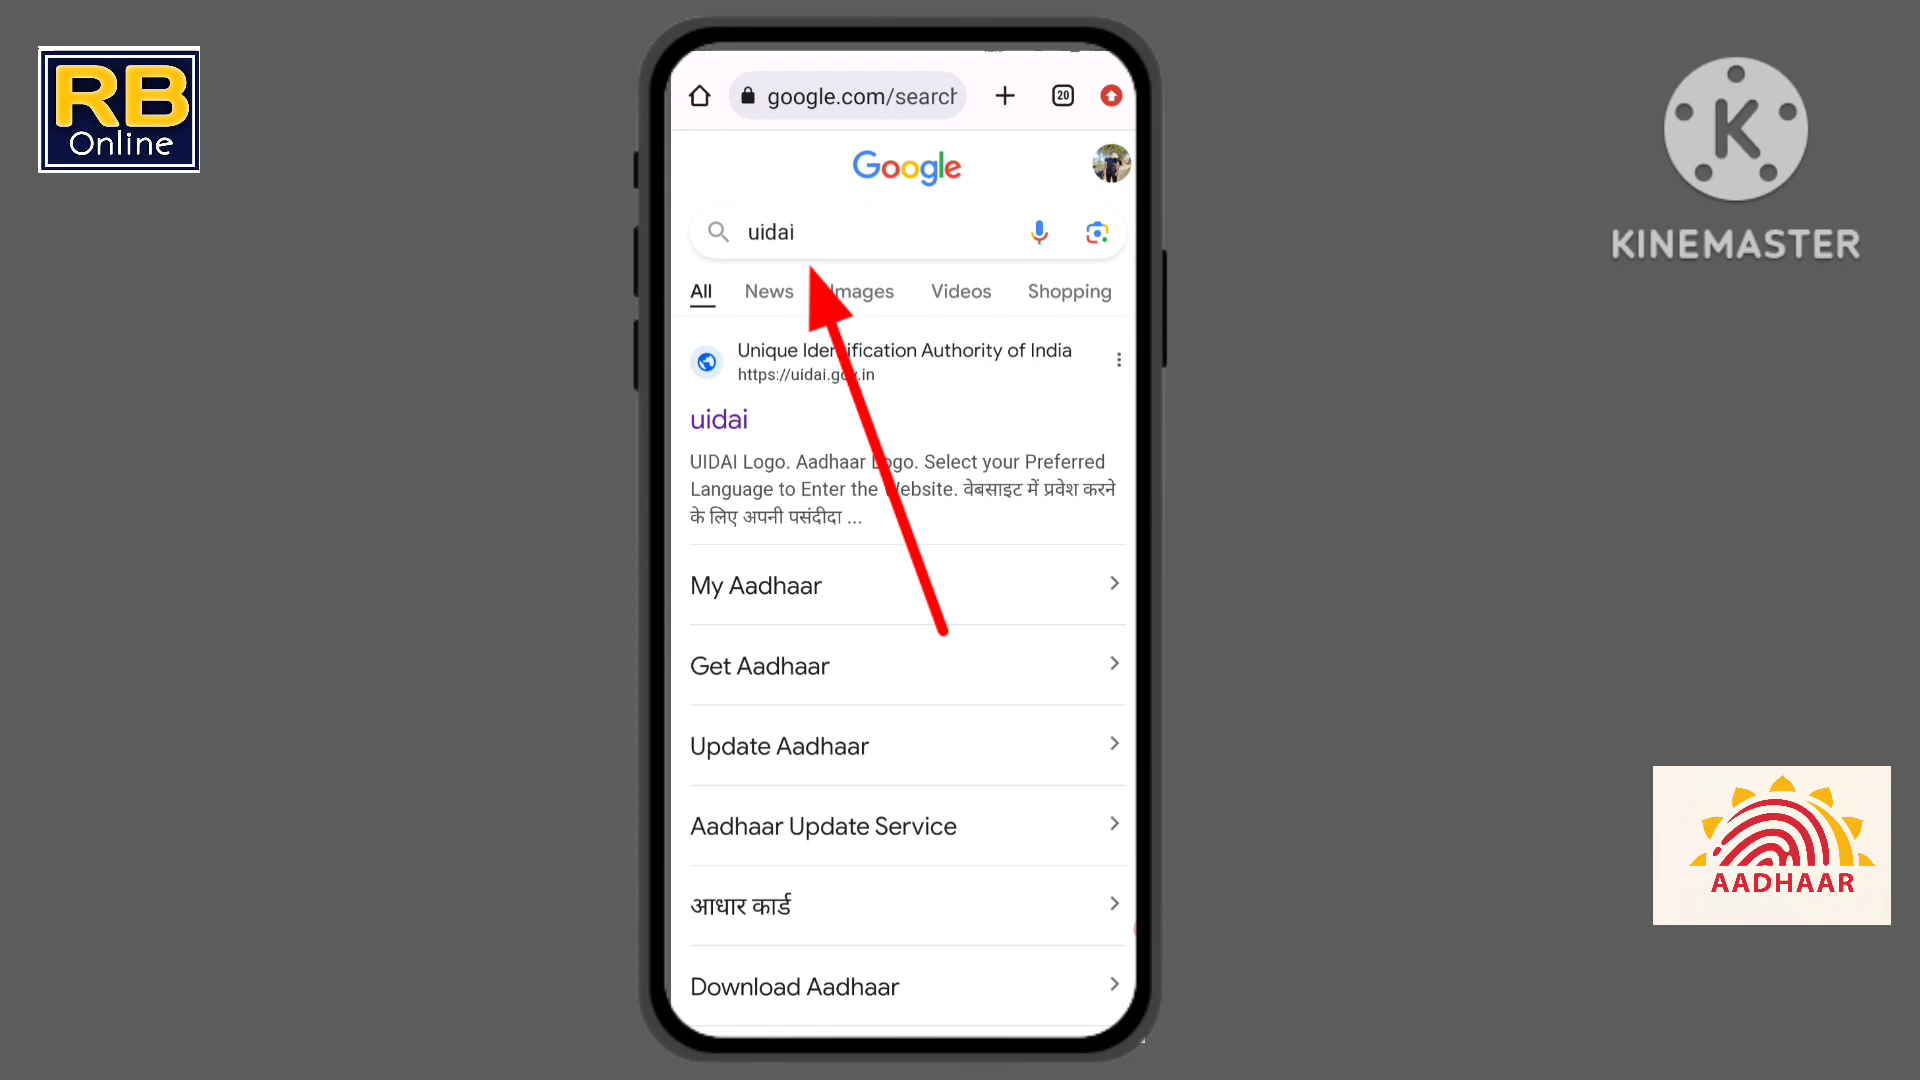 RB
Online
google.com/search
20
Google
K
KINEMASTER
uidai
All News Images Videos Shopping
Unique Identification Authority of India
https://uidai.gov.in
uidai
UIDAI Logo. Aadhaar Logo. Select your Preferred
Language to Enter the Website. वेबसाइट में प्रवेश करने
के लिए अपनी पसंदीदा ...
My Aadhaar
Get Aadhaar
Update Aadhaar
Aadhaar Update Service
आधार कार्ड
Download Aadhaar
AADHAAR